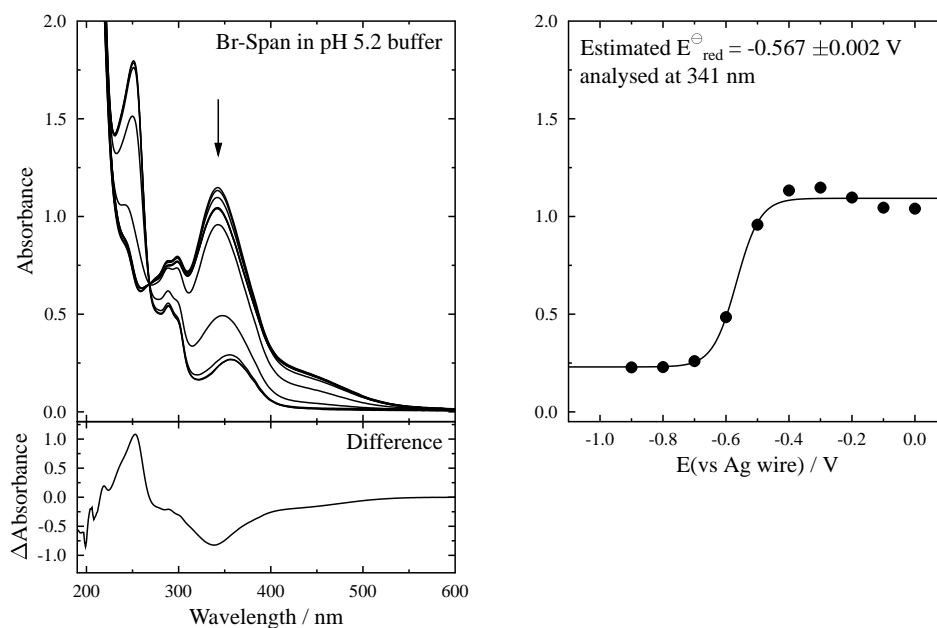 2.0
Br-Span in pH 5.2 buffer
1.5
1.0
0.5
0.0
Absorbance
Difference
1.0
0.5
0.0
-0.5
-1.0
ΔAbsorbance
200 300 400 500 600
Wavelength / nm
2.0
Estimated E⊖red = -0.567 ±0.002 V
analysed at 341 nm
1.5
1.0
0.5
0.0
-1.0 -0.8 -0.6 -0.4 -0.2 0.0
E(vs Ag wire) / V